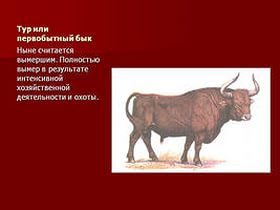 Тур или
первобытный бык
Ныне считается
вымершим. Полностью
вымер в результате
интенсивной
хозяйственной
деятельности и охоты.